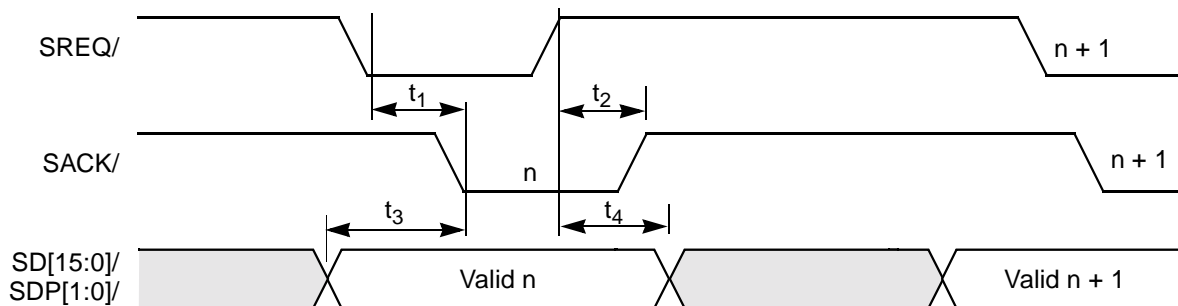 SREQ/
n + 1
t1
t2
SACK/
n
n + 1
t3
t4
SD[15:0]/
SDP[1:0]/
Valid n
Valid n + 1